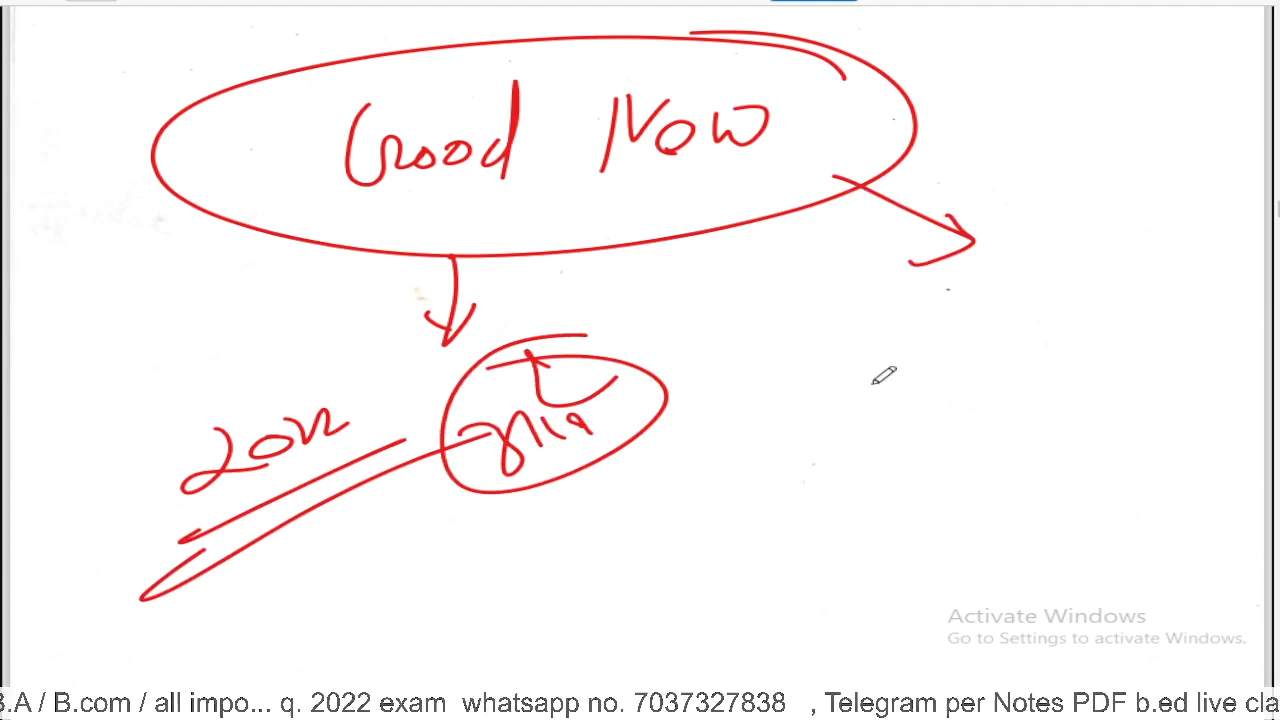 Good Now
2022
Activate Windows
Go to Settings to activate Windows.
B.A / B.com / all impo... q. 2022 exam whatsapp no. 7037327838 , Telegram per Notes PDF b.ed live cla